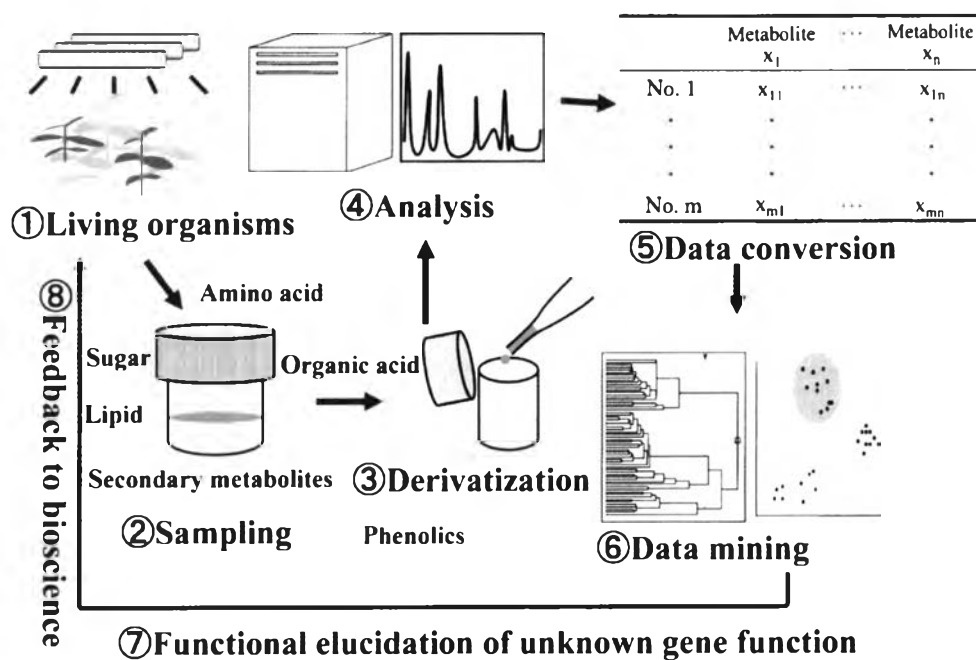 Metabolite ···· Metabolite
x1 xn
No. 1 x11 ···· x1n
No. m xm1 ···· xmn
①Living organisms
④Analysis
⑤Data conversion
Amino acid
Sugar
Organic acid
Lipid
Secondary metabolites
②Sampling
③Derivatization
Phenolics
⑥Data mining
⑧Feedback to bioscience
⑦Functional elucidation of unknown gene function